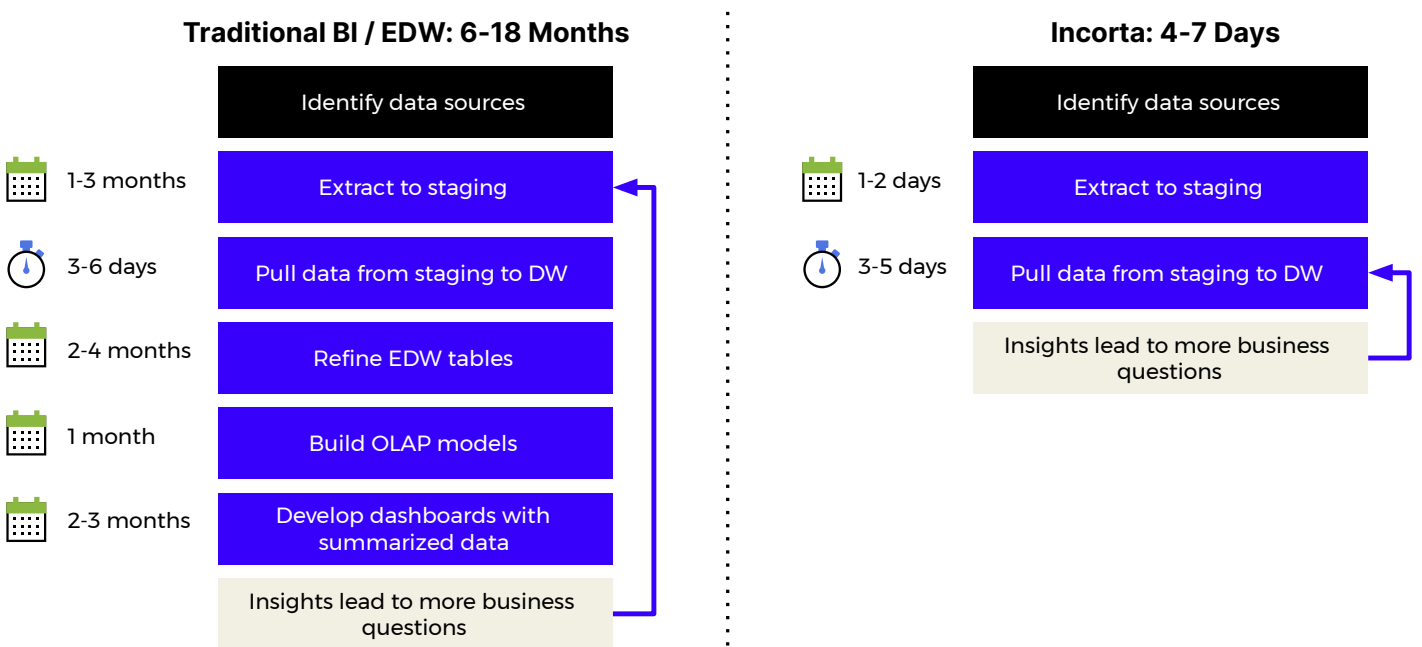 Traditional BI / EDW: 6-18 Months
Identify data sources
1-3 months
Extract to staging
3-6 days
Pull data from staging to DW
2-4 months
Refine EDW tables
1 month
Build OLAP models
2-3 months
Develop dashboards with
summarized data
Insights lead to more business
questions
Incorta: 4-7 Days
Identify data sources
1-2 days
Extract to staging
3-5 days
Pull data from staging to DW
Insights lead to more business
questions